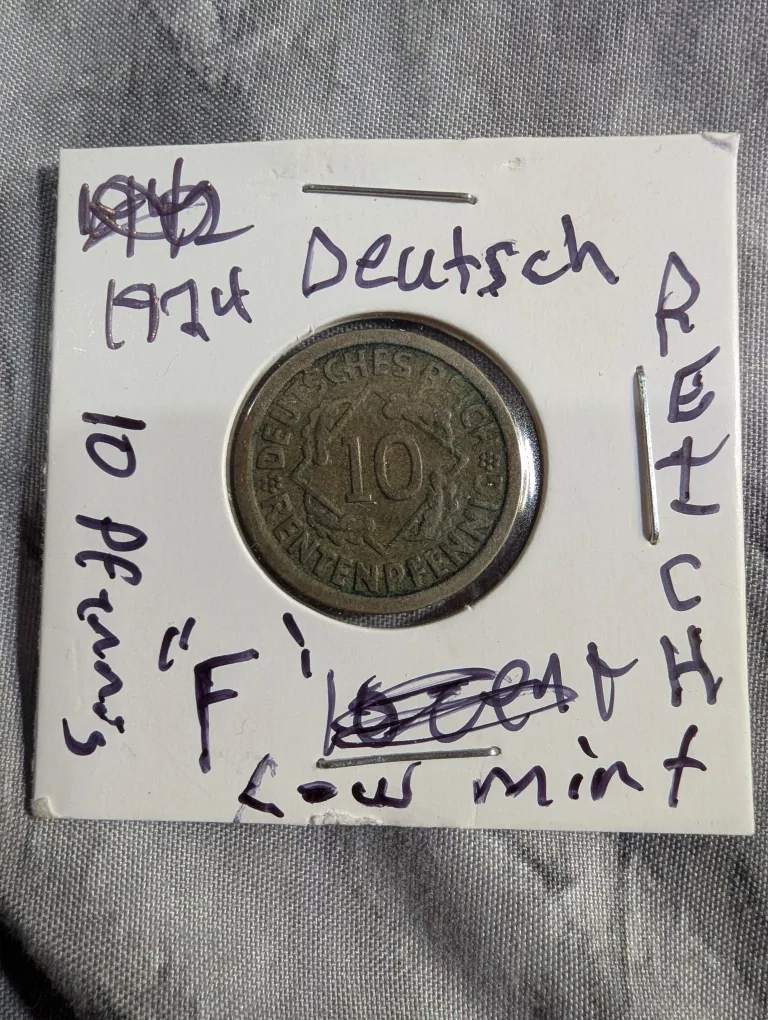 1924
Deutsch
REICH
10 Pfennig
"F"
Low mint
DEUTSCHES REICH
10
RENTENPFENNIG